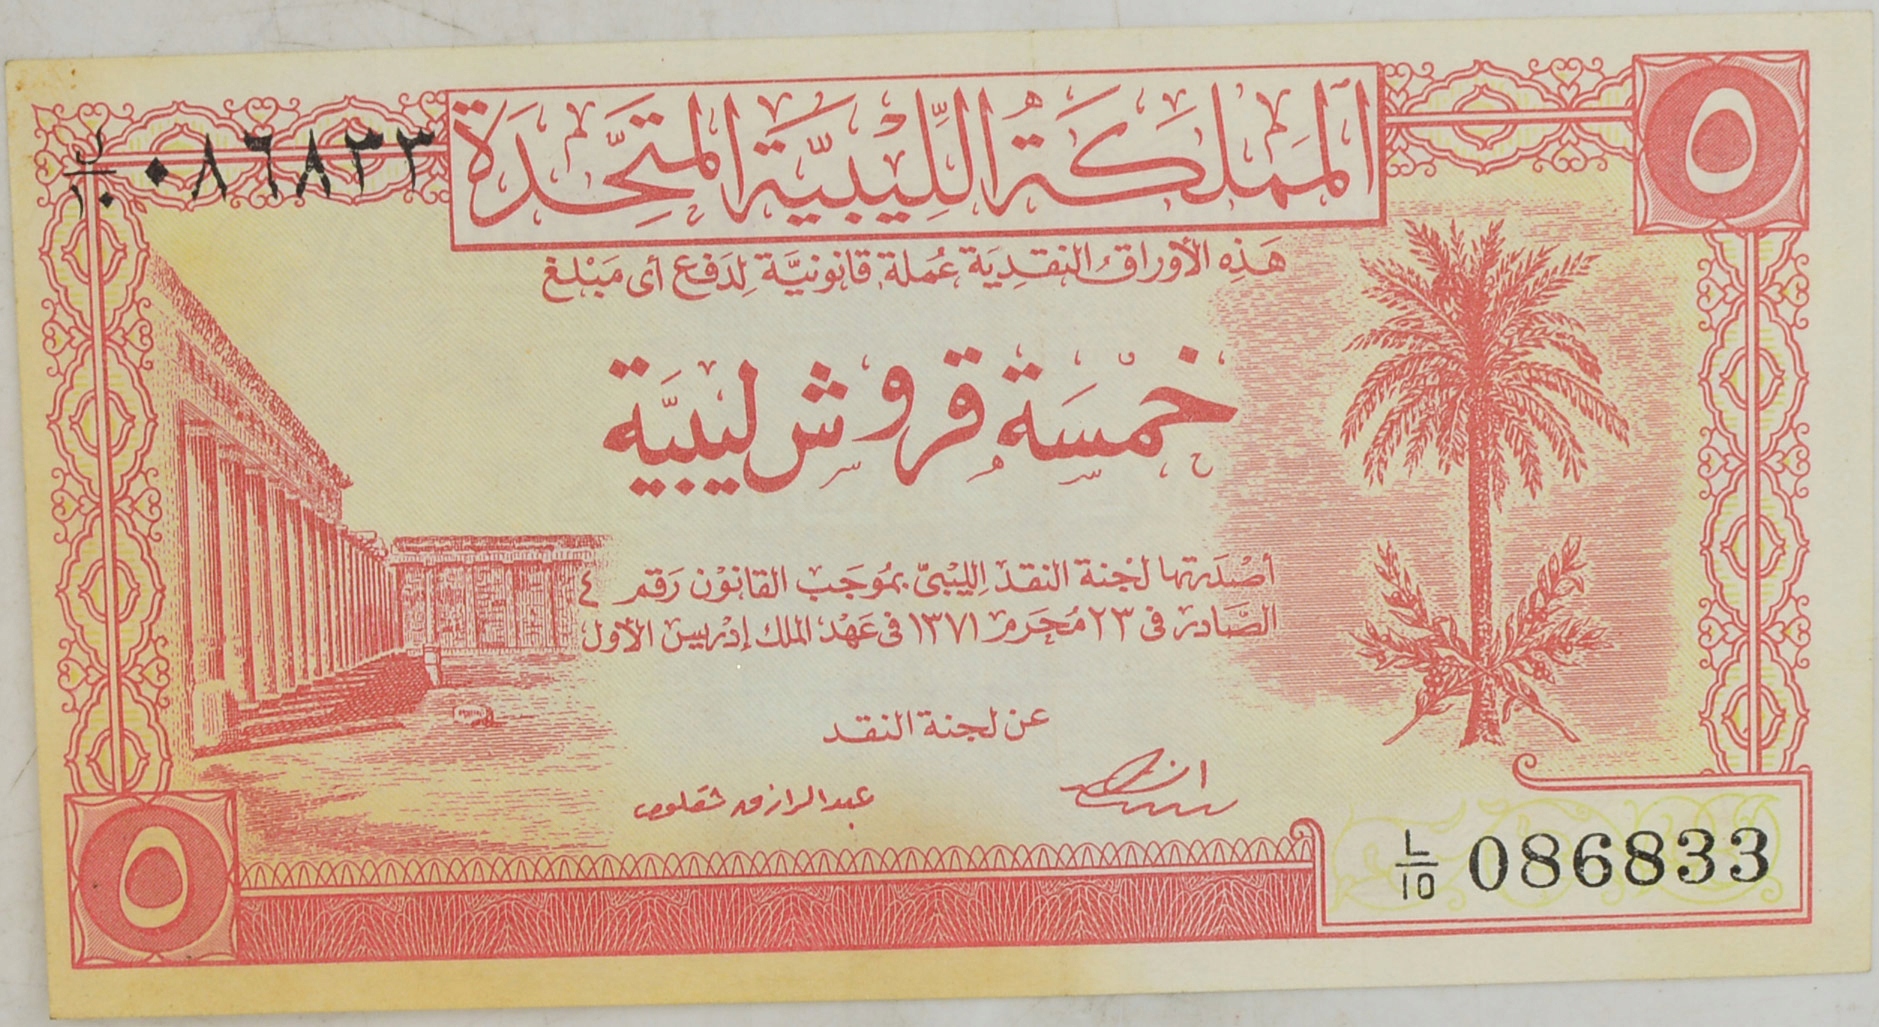 المملكة الليبية المتحدة
٥
ل/١٠ ٠٨٦٨٣٣
هذه الأوراق النقدية عملة قانونية لدفع أى مبلغ
خمسة قروش ليبية
أصدرتها لجنة النقد الليبى بموجب القانون رقم ٤
الصادر فى ٢٣ محرم ١٣٧١ فى عهد الملك إدريس الأول
عن لجنة النقد
عبد الرازق شقلوف
L/10 086833
٥